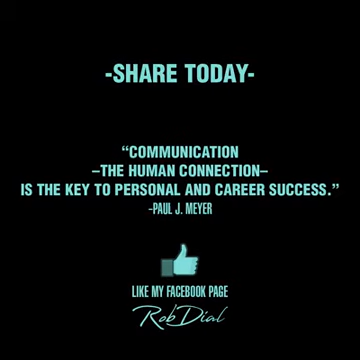 -SHARE TODAY-
“COMMUNICATION
–THE HUMAN CONNECTION–
IS THE KEY TO PERSONAL AND CAREER SUCCESS.”
-PAUL J. MEYER
LIKE MY FACEBOOK PAGE
Rob Dial